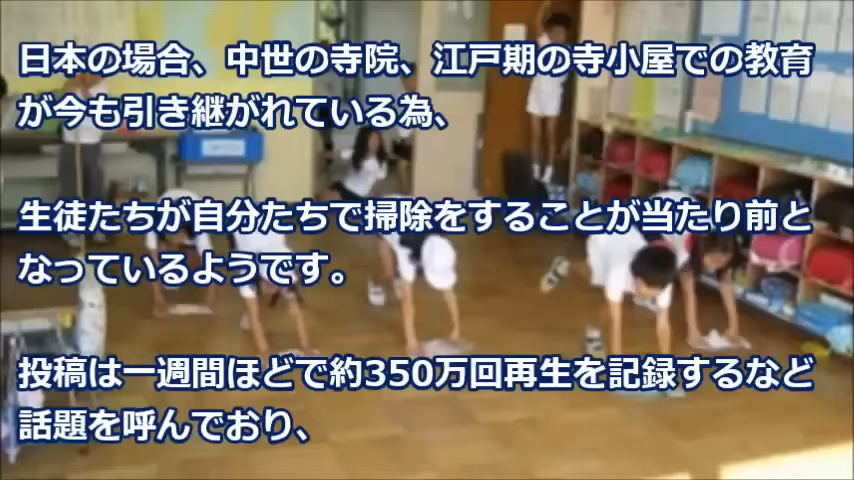 日本の場合、中世の寺院、江戸期の寺小屋での教育
が今も引き継がれている為、
生徒たちが自分たちで掃除をすることが当たり前と
なっているようです。
投稿は一週間ほどで約350万回再生を記録するなど
話題を呼んでおり、